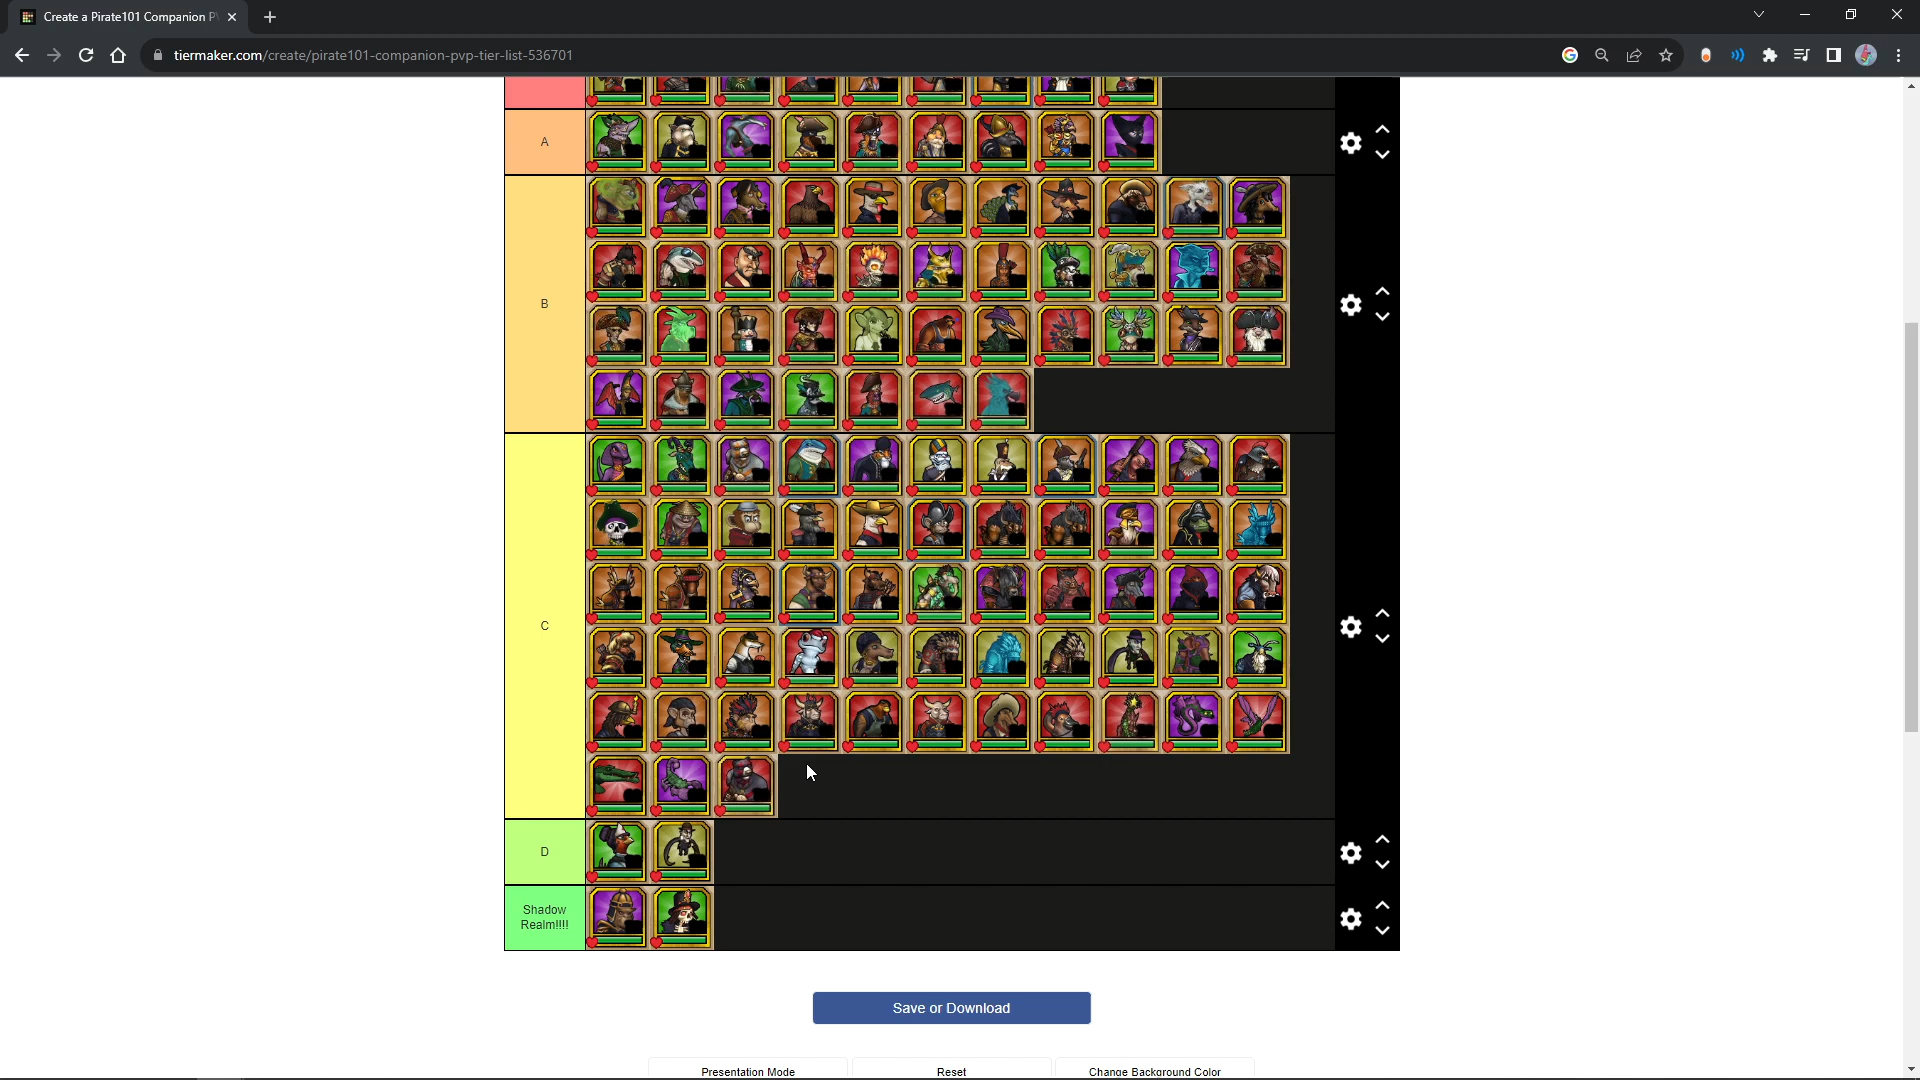 Create a Pirate101 Companion P
tiermaker.com/create/pirate101-companion-pvp-tier-list-536701
A
B
C
D
Shadow
Realm!!!!
Save or Download
Presentation Mode
Reset
Change Background Color